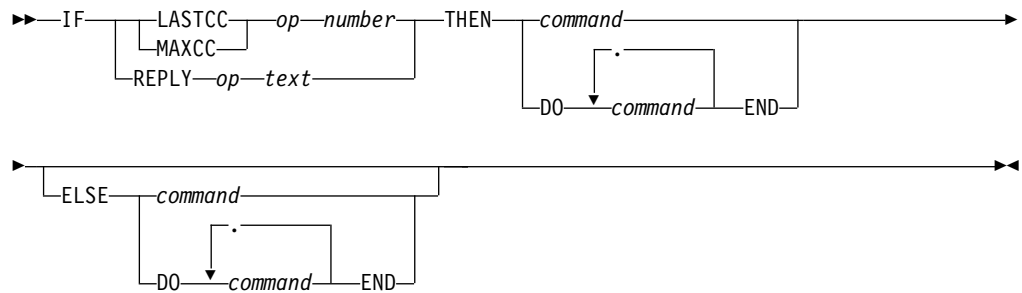 IF LASTCC op number THEN command
MAXCC .
REPLY op text
DO command END
ELSE command
.
DO command END